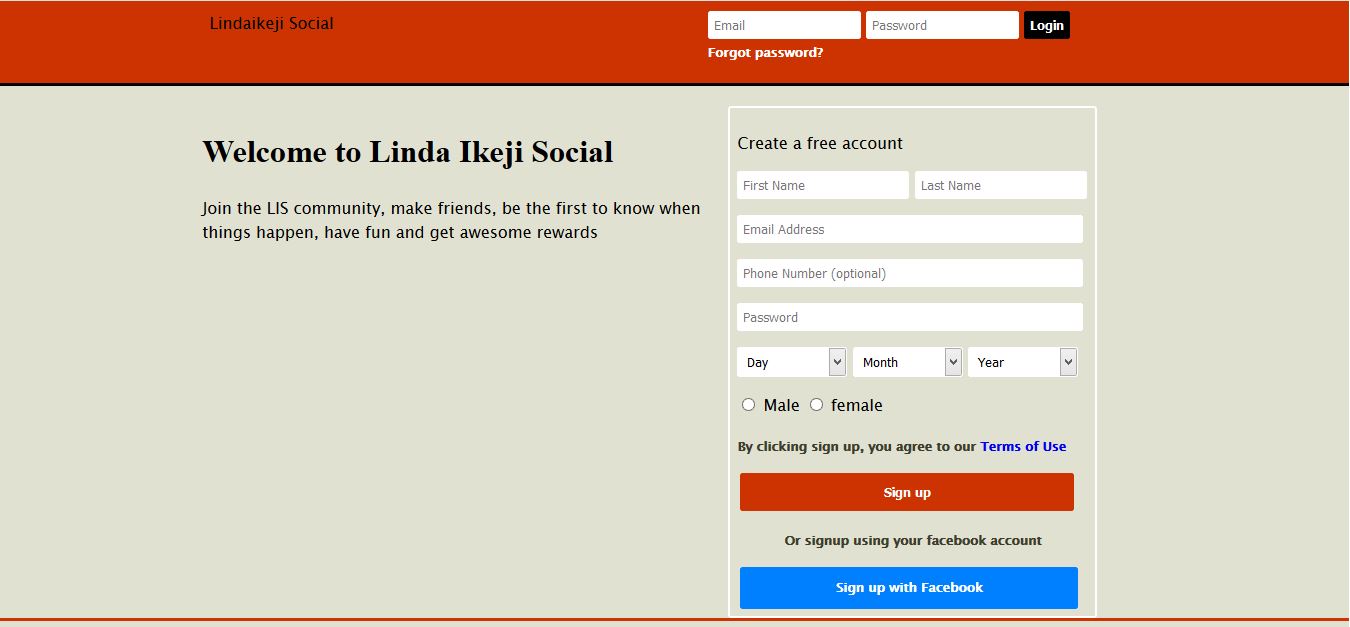 Lindaikeji Social
Email Password Login
Forgot password?
Welcome to Linda Ikeji Social
Join the LIS community, make friends, be the first to know when
things happen, have fun and get awesome rewards
Create a free account
First Name Last Name
Email Address
Phone Number (optional)
Password
Day Month Year
Male female
By clicking sign up, you agree to our Terms of Use
Sign up
Or signup using your facebook account
Sign up with Facebook